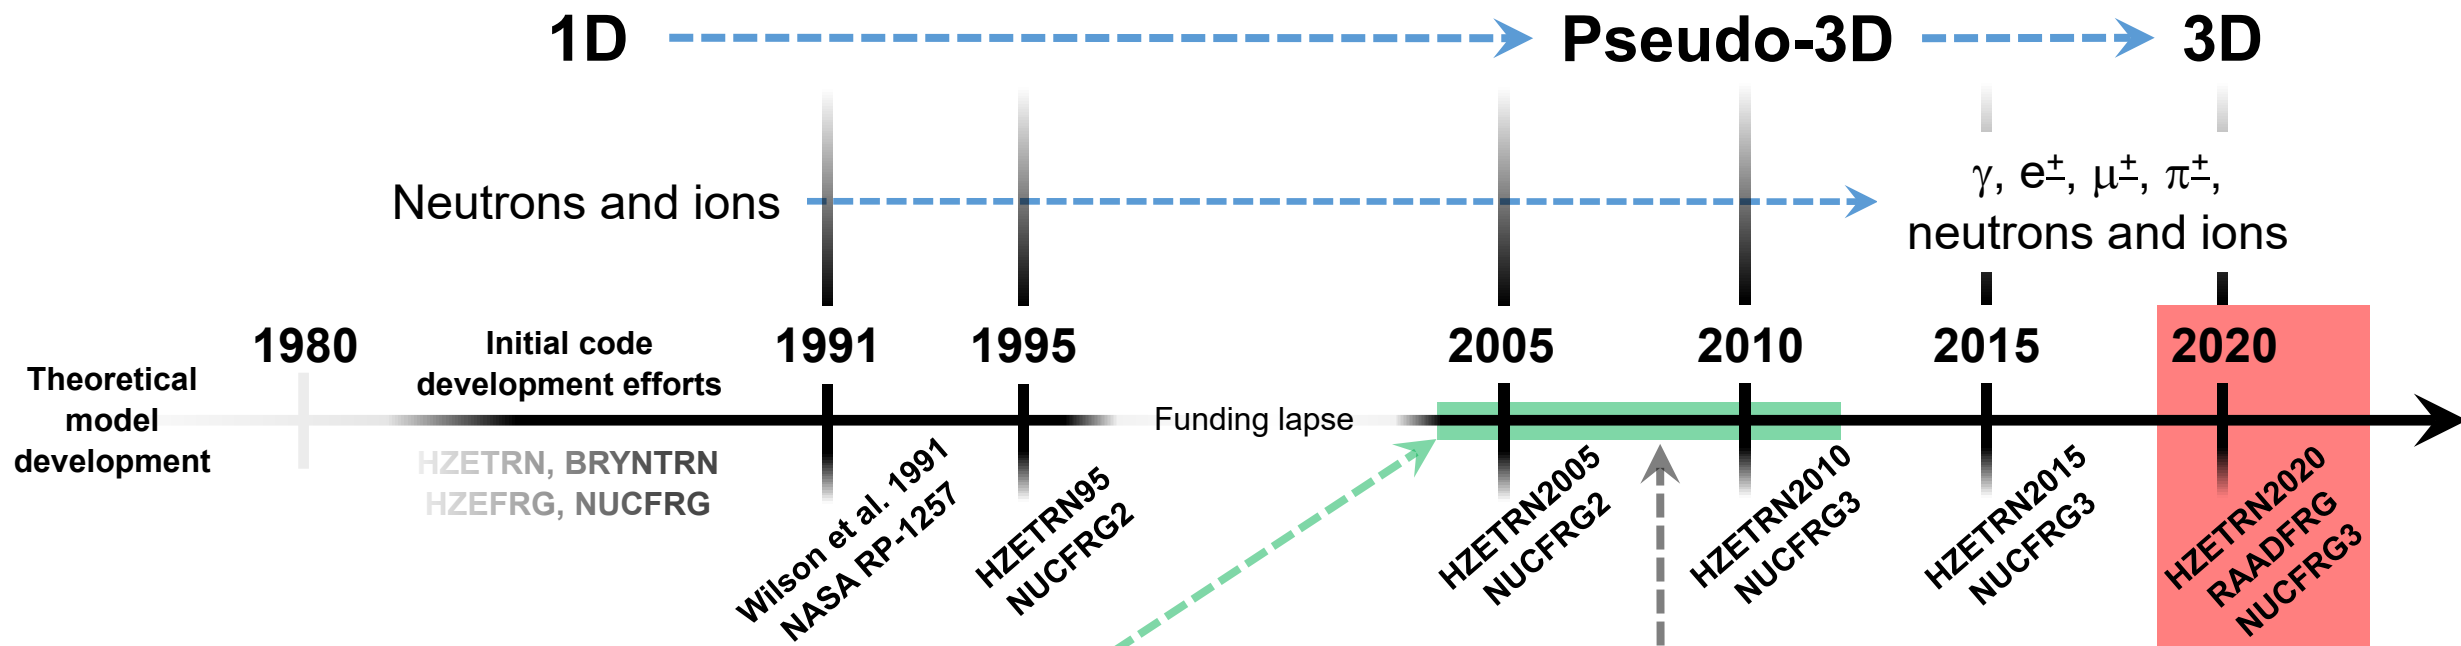 1D
Pseudo-3D
3D
Neutrons and ions
γ, e±, μ±, π±,
neutrons and ions
1980
Initial code
development efforts
1991
1995
2005
2010
2015
2020
Theoretical
model
development
Funding lapse
HZETRN, BRYNTRN
HZEFRG, NUCFRG
Wilson et al. 1991
NASA RP-1257
HZETRN95
NUCFRG2
HZETRN2005
NUCFRG2
HZETRN2010
NUCFRG3
HZETRN2015
NUCFRG3
HZETRN2020
RAADFRG
NUCFRG3